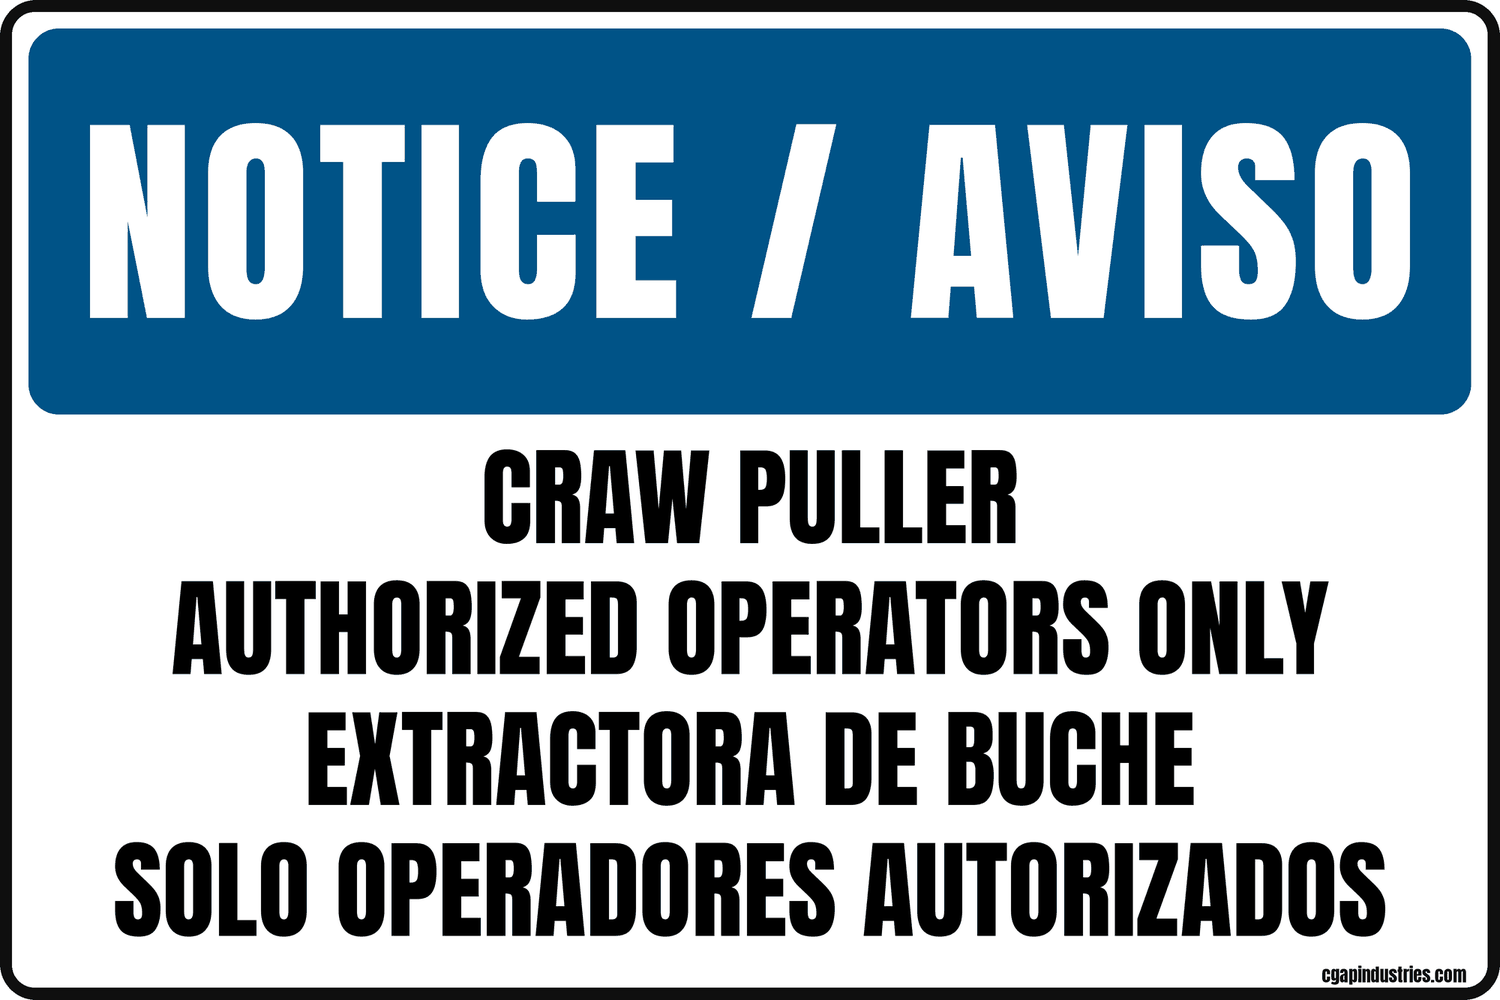 NOTICE / AVISO
CRAW PULLER
AUTHORIZED OPERATORS ONLY
EXTRACTORA DE BUCHE
SOLO OPERADORES AUTORIZADOS
cgapindustries.com